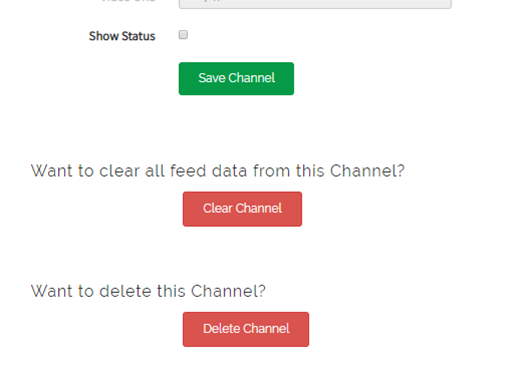 Show Status
Save Channel
Want to clear all feed data from this Channel?
Clear Channel
Want to delete this Channel?
Delete Channel